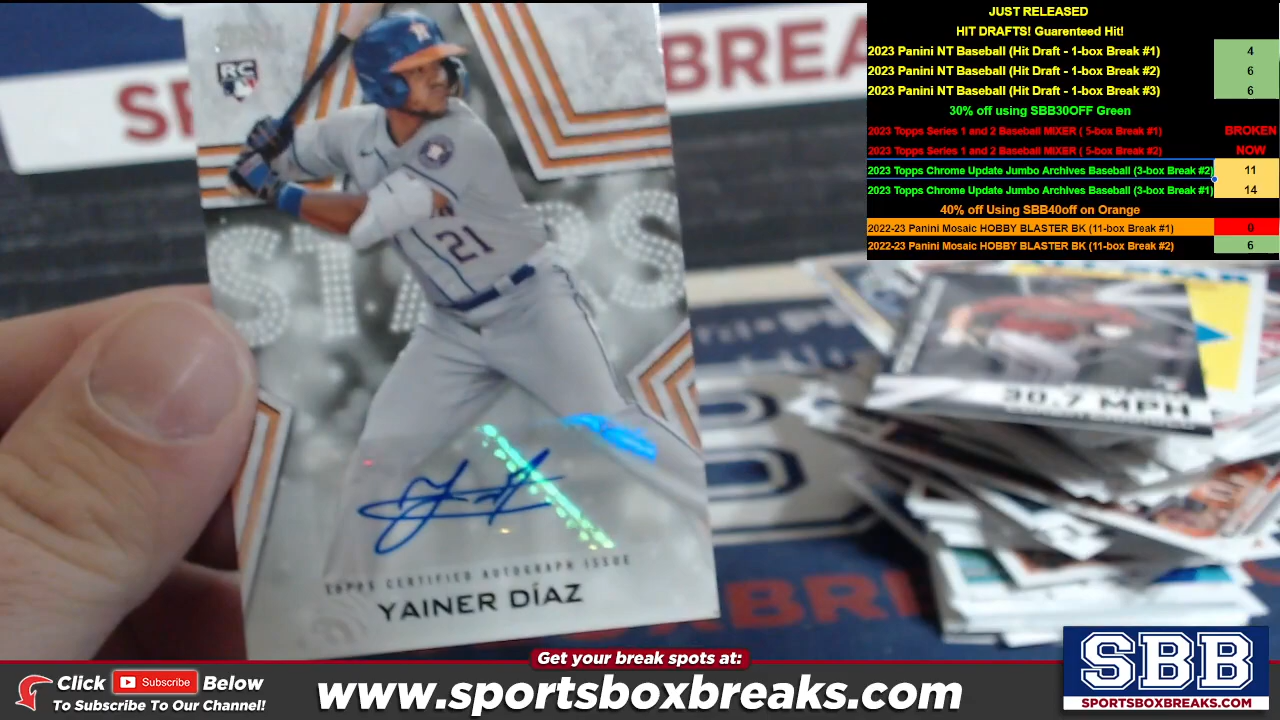 JUST RELEASED
HIT DRAFTS! Guarenteed Hit!
2023 Panini NT Baseball (Hit Draft - 1-box Break #1) 4
2023 Panini NT Baseball (Hit Draft - 1-box Break #2) 6
2023 Panini NT Baseball (Hit Draft - 1-box Break #3) 6
30% off using SBB30OFF Green
2023 Topps Series 1 and 2 Baseball MIXER ( 5-box Break #1) BROKEN
2023 Topps Series 1 and 2 Baseball MIXER ( 5-box Break #2) NOW
2023 Topps Chrome Update Jumbo Archives Baseball (3-box Break #2) 11
2023 Topps Chrome Update Jumbo Archives Baseball (3-box Break #1) 14
40% off Using SBB40off on Orange
2022-23 Panini Mosaic HOBBY BLASTER BK (11-box Break #1) 0
2022-23 Panini Mosaic HOBBY BLASTER BK (11-box Break #2) 6
RC
STARS
21
TOPPS CERTIFIED AUTOGRAPH ISSUE
YAINER DÍAZ
30.7 MPH
Get your break spots at:
Click Subscribe Below
To Subscribe To Our Channel!
www.sportsboxbreaks.com
SBB
SPORTSBOXBREAKS.COM